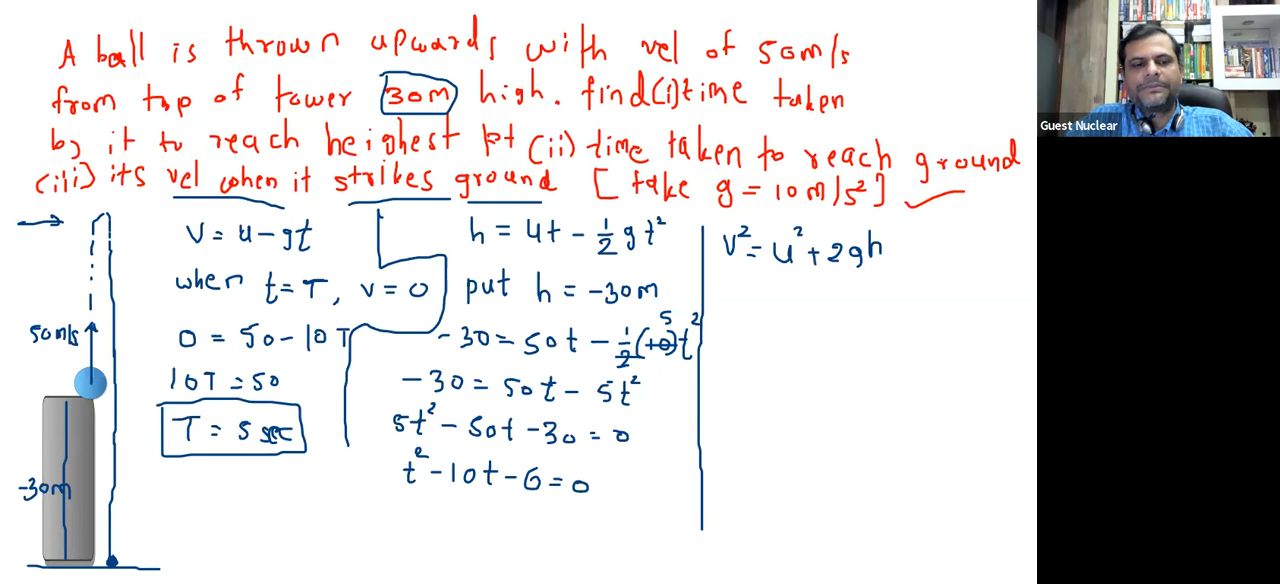 A ball is thrown upwards with vel of 50m/s
from top of tower 30m high. find(i)time taken
by it to reach heighest pt (ii) time taken to reach ground
(iii) its vel when it strikes ground [take g = 10 m/s²]
Guest Nuclear
50m/s
-30m
v = u - gt
when t = T, v = 0
0 = 50 - 10T
10T = 50
T = 5 sec
h = ut - 1/2 gt²
put h = -30m
-30 = 50t - 1/2 (10) 5 t²
-30 = 50t - 5t²
5t² - 50t - 30 = 0
t² - 10t - 6 = 0
v² = u² + 2gh